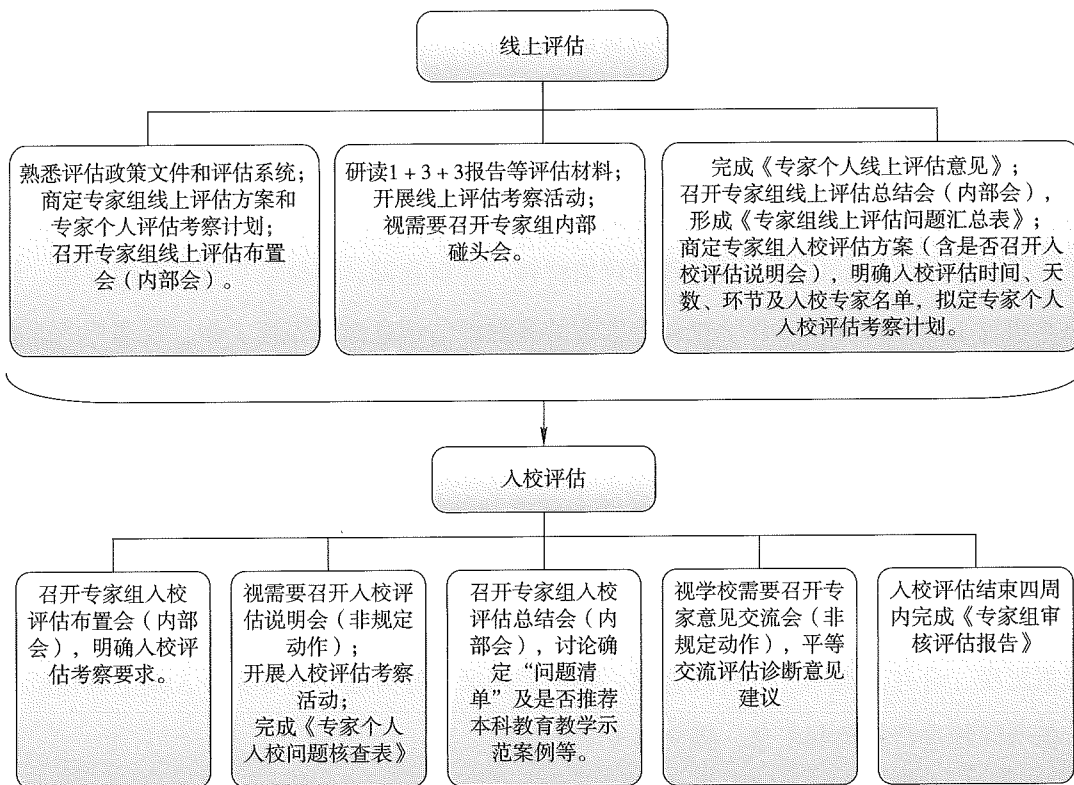 线上评估
熟悉评估政策文件和评估系统；
商定专家组线上评估方案和
专家个人评估考察计划；
召开专家组线上评估布置
会（内部会）。
研读1+3+3报告等评估材料；
开展线上评估考察活动；
视需要召开专家组内部
碰头会。
完成《专家个人线上评估意见》；
召开专家组线上评估总结会（内部会），
形成《专家组线上评估问题汇总表》；
商定专家组入校评估方案（含是否召开入
校评估说明会），明确入校评估时间、天
数、环节及入校专家名单，拟定专家个人
入校评估考察计划。
入校评估
召开专家组入校
评估布置会（内部
会），明确入校评
估考察要求。
视需要召开入校评
估说明会（非规定
动作）；
开展入校评估考察
活动；
完成《专家个人
入校问题核查表》
召开专家组入校
评估总结会（内
部会），讨论确
定“问题清
单”及是否推荐
本科教育教学示
范案例等。
视学校需要召开专
家意见交流会（非
规定动作），平等
交流评估诊断意见
建议
入校评估结束四周
内完成《专家组审
核评估报告》